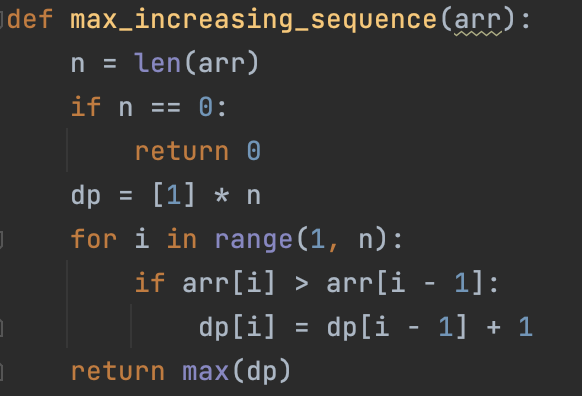 def max_increasing_sequence(arr):
    n = len(arr)
    if n == 0:
        return 0
    dp = [1] * n
    for i in range(1, n):
        if arr[i] > arr[i - 1]:
            dp[i] = dp[i - 1] + 1
    return max(dp)